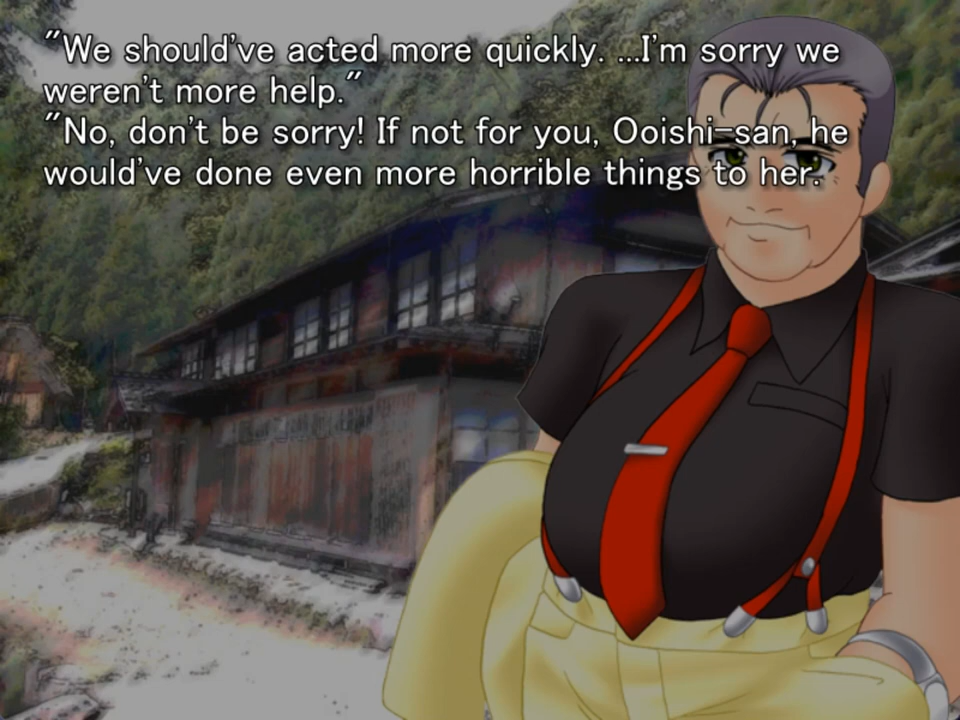 "We should've acted more quickly. ...I'm sorry we
weren't more help."
"No, don't be sorry! If not for you, Ooishi-san, he
would've done even more horrible things to her."